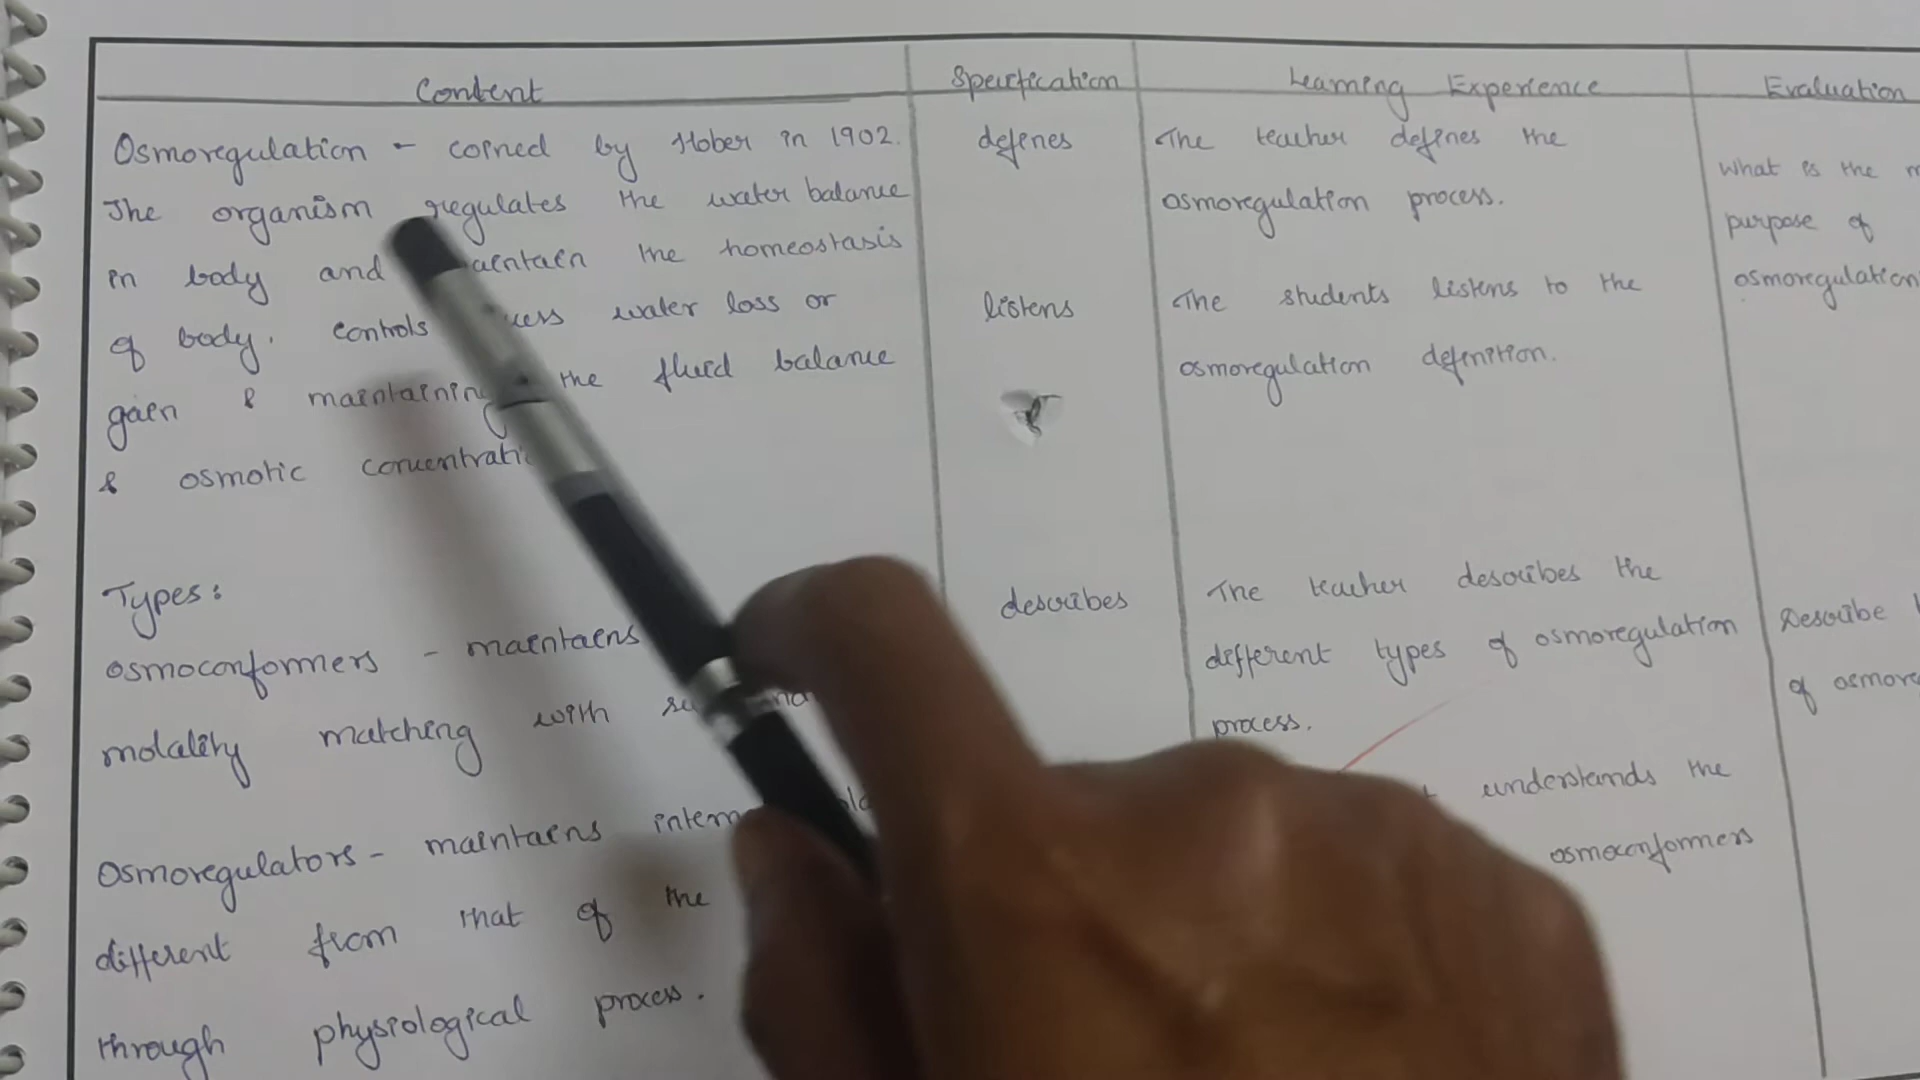 Content
Osmoregulation - coined by Hober in 1902.
The organism regulates the water balance
in body and the homeostasis
of body. controls water loss or
gain & maintaining the fluid balance
& osmotic
Types:
osmoconformers - maintains
molality matching with
Osmoregulators - maintains
different from that of the
through physiological process.
Specification
defines
listens
describes
Learning Experience
The teacher defines the
osmoregulation process.
The students listens to the
osmoregulation definition.
The teacher describes the
different types of osmoregulation
process.
understands the
osmoconformers
Evaluation
What is the
purpose of
osmoregulation
Describe
of